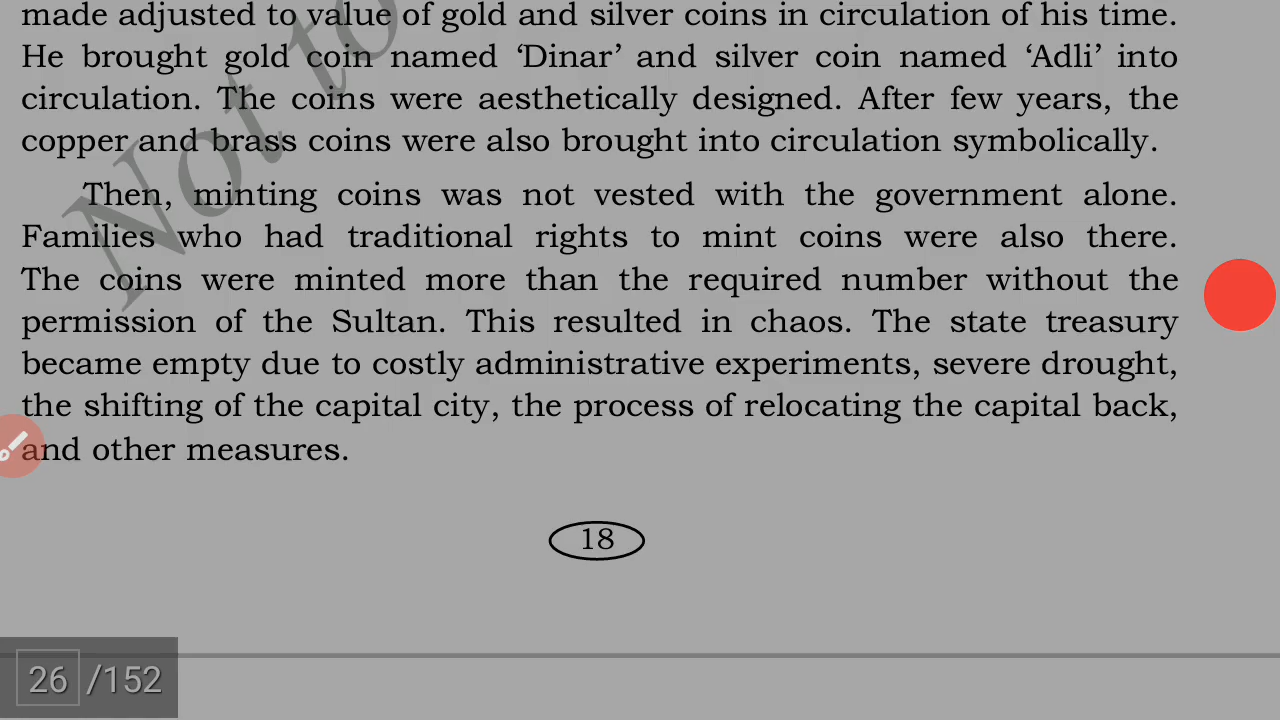 made adjusted to value of gold and silver coins in circulation of his time.
He brought gold coin named ‘Dinar’ and silver coin named ‘Adli’ into
circulation. The coins were aesthetically designed. After few years, the
copper and brass coins were also brought into circulation symbolically.
Then, minting coins was not vested with the government alone.
Families who had traditional rights to mint coins were also there.
The coins were minted more than the required number without the
permission of the Sultan. This resulted in chaos. The state treasury
became empty due to costly administrative experiments, severe drought,
the shifting of the capital city, the process of relocating the capital back,
and other measures.
Not to
18
26 /152